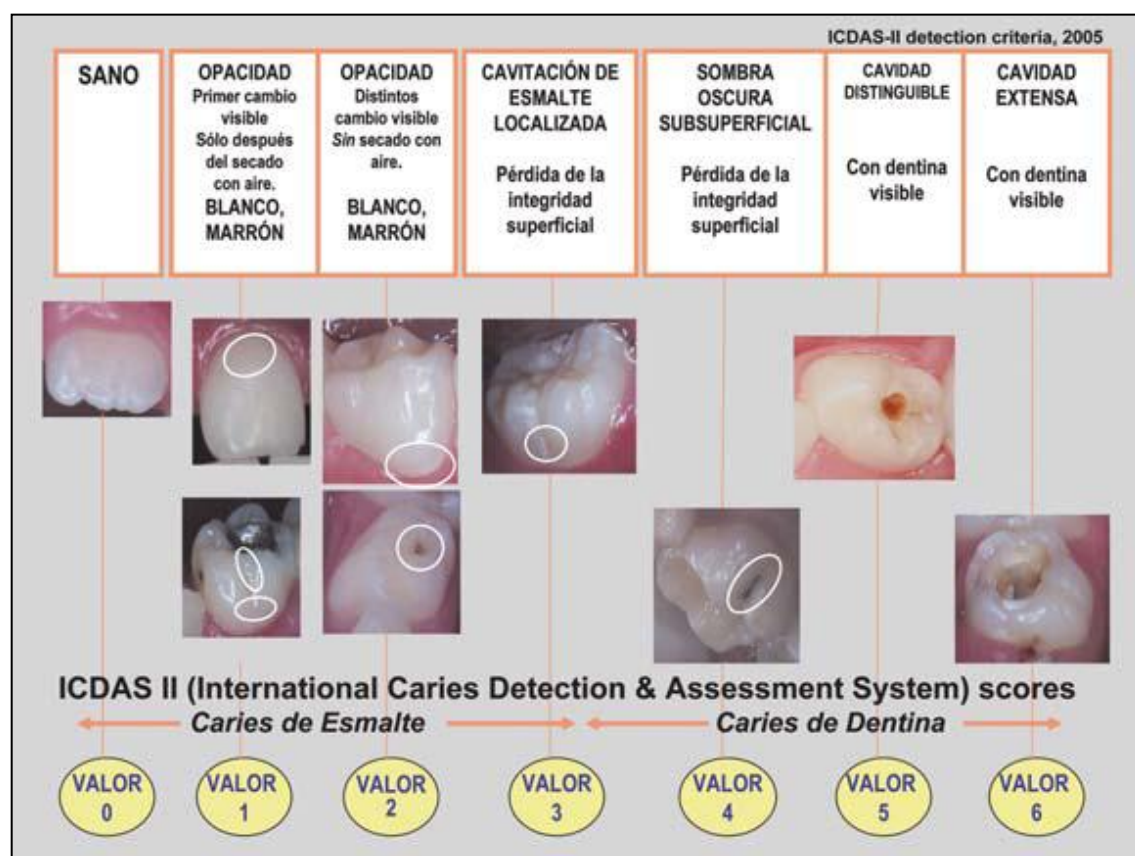 ICDAS-II detection criteria, 2005
SANO
OPACIDAD
Primer cambio
visible
Sólo después
del secado
con aire.
BLANCO,
MARRÓN
OPACIDAD
Distintos
cambio visible
Sin secado con
aire.
BLANCO,
MARRÓN
CAVITACIÓN DE
ESMALTE
LOCALIZADA
Pérdida de la
integridad
superficial
SOMBRA
OSCURA
SUBSUPERFICIAL
Pérdida de la
integridad
superficial
CAVIDAD
DISTINGUIBLE
Con dentina
visible
CAVIDAD
EXTENSA
Con dentina
visible
ICDAS II (International Caries Detection & Assessment System) scores
Caries de Esmalte
Caries de Dentina
VALOR
0
VALOR
1
VALOR
2
VALOR
3
VALOR
4
VALOR
5
VALOR
6